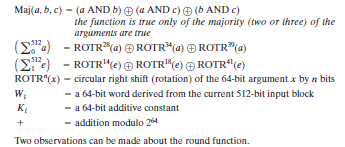 Maj(a, b, c) = (a AND b) ⊕ (a AND c) ⊕ (b AND c)
the function is true only of the majority (two or three) of the
arguments are true
(∑₀⁵¹²a) = ROTR²⁸(a) ⊕ ROTR³⁴(a) ⊕ ROTR³⁹(a)
(∑₁⁵¹²e) = ROTR¹⁴(e) ⊕ ROTR¹⁸(e) ⊕ ROTR⁴¹(e)
ROTRⁿ(x) = circular right shift (rotation) of the 64-bit argument x by n bits
Wₜ = a 64-bit word derived from the current 512-bit input block
Kₜ = a 64-bit additive constant
+ = addition modulo 2⁶⁴
Two observations can be made about the round function.